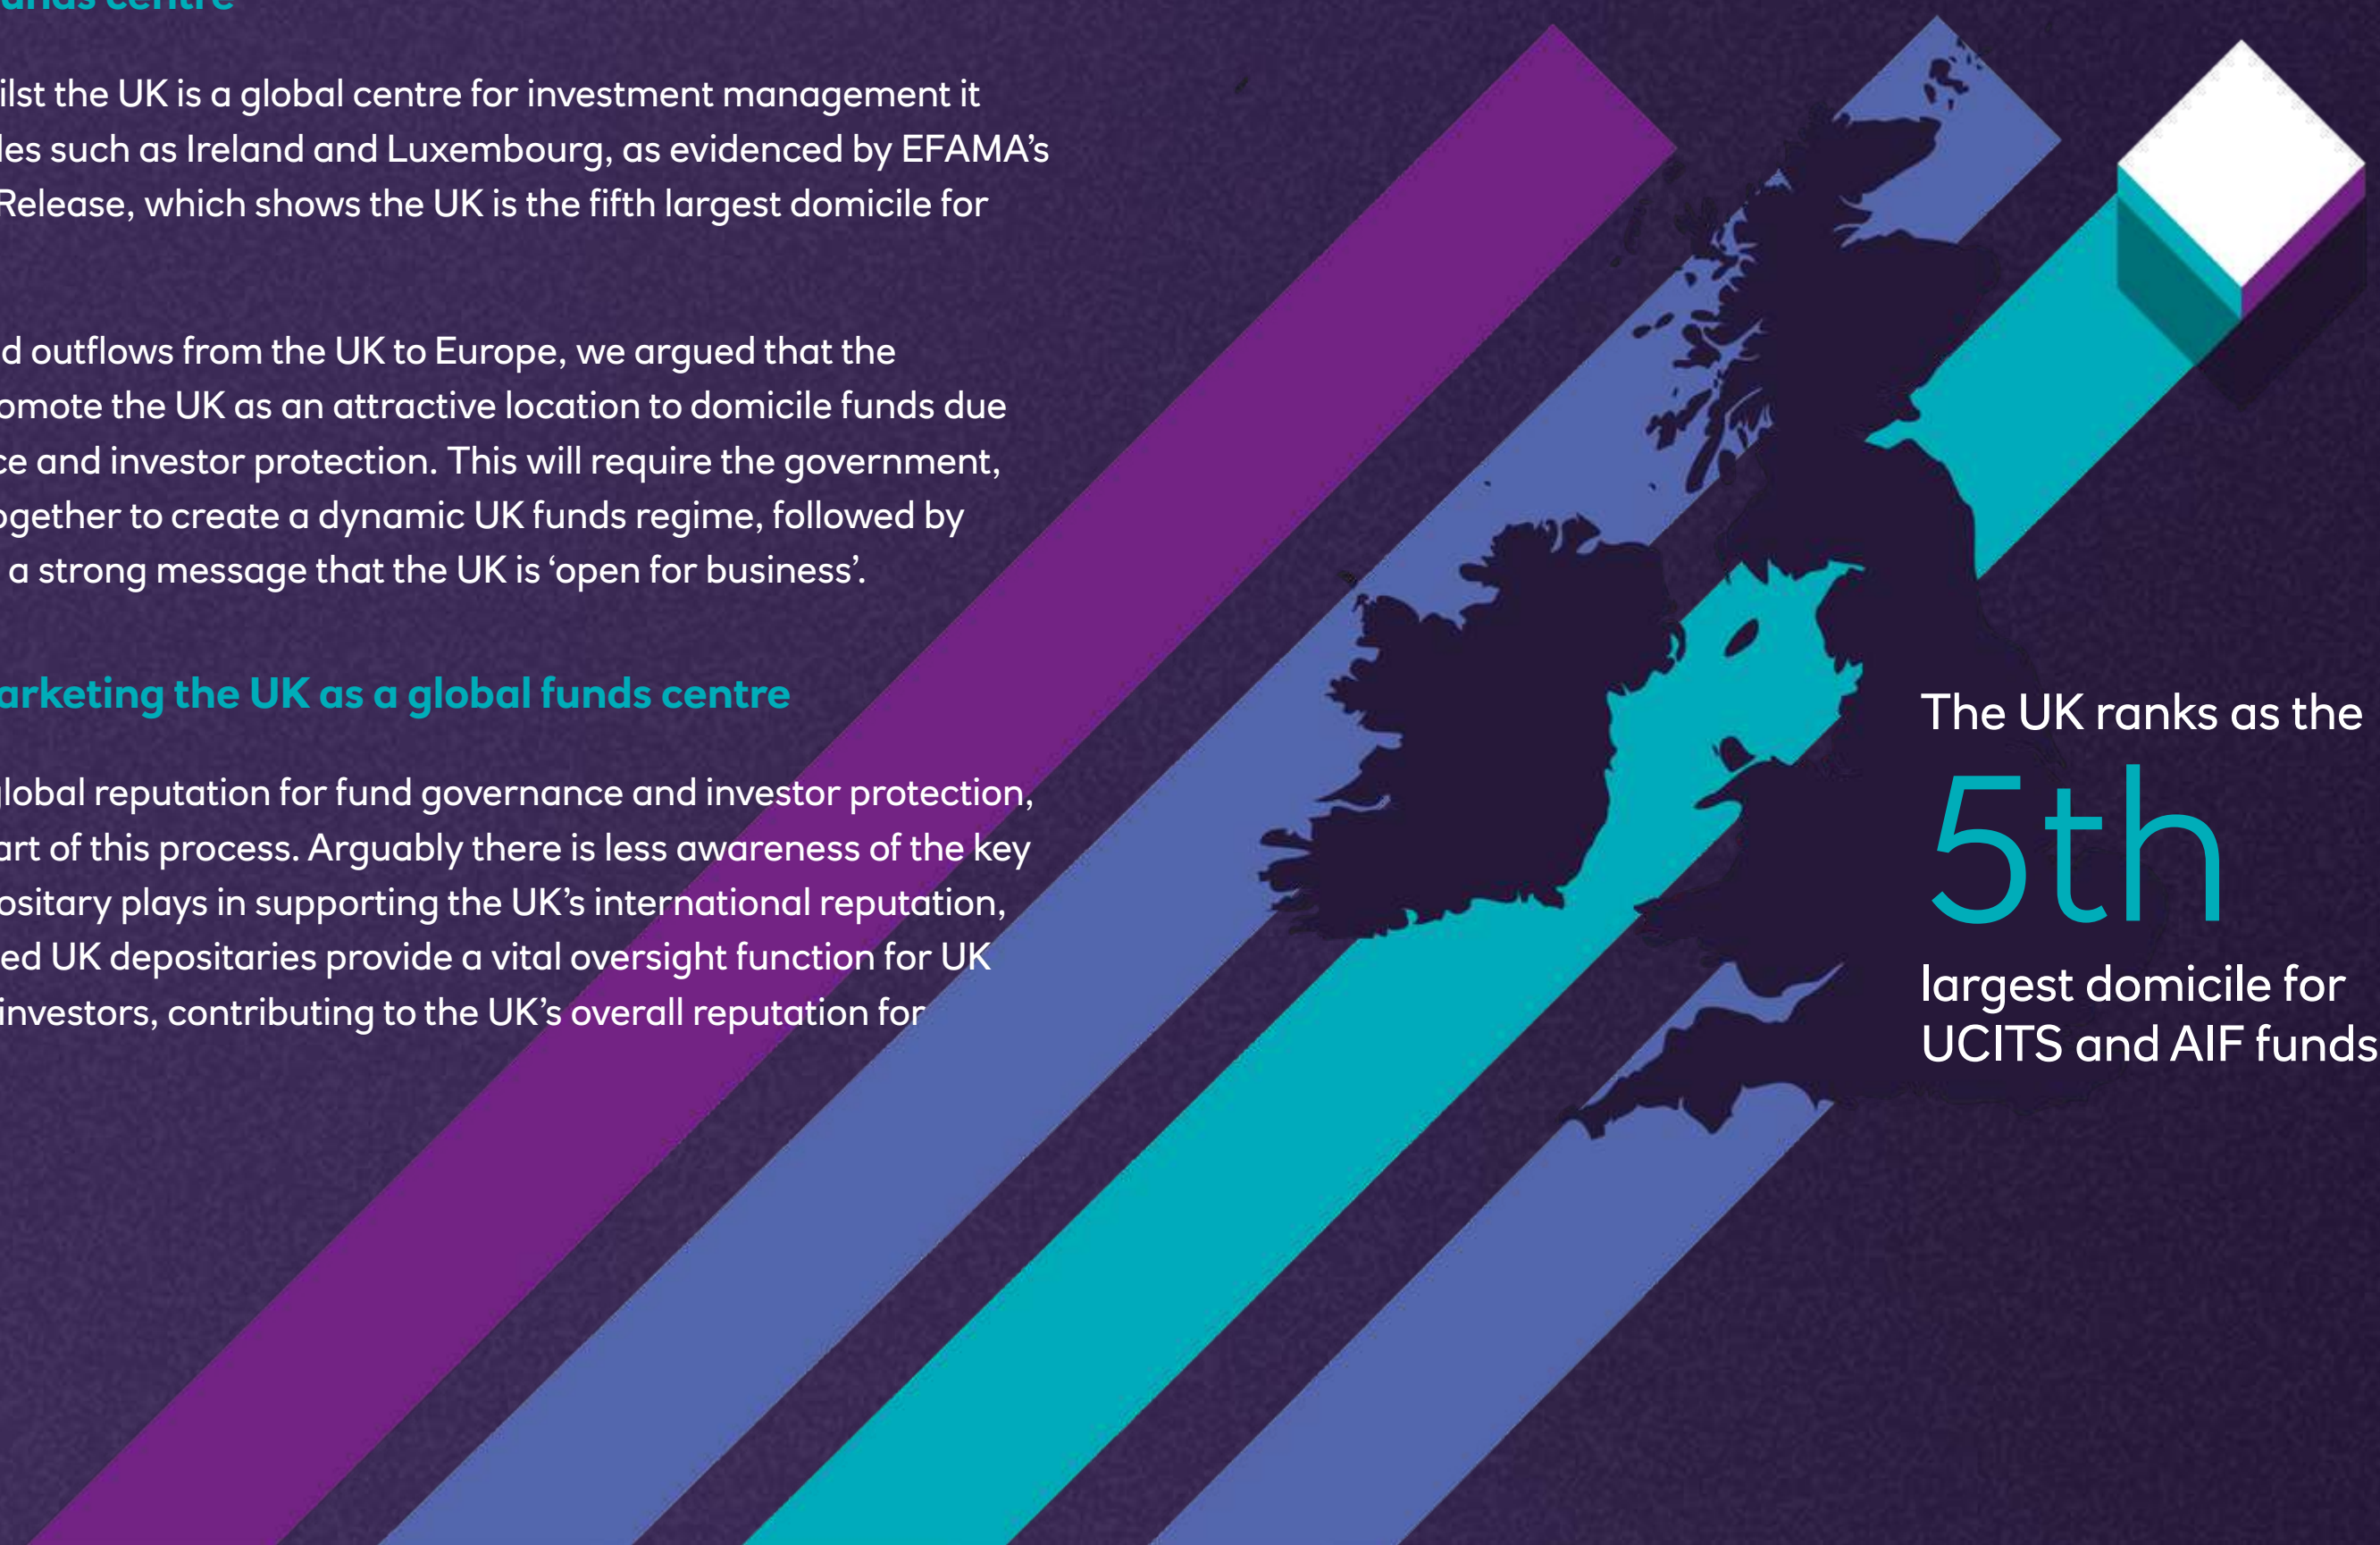 unds centre
ilst the UK is a global centre for investment management it
les such as Ireland and Luxembourg, as evidenced by EFAMA’s
Release, which shows the UK is the fifth largest domicile for
d outflows from the UK to Europe, we argued that the
omote the UK as an attractive location to domicile funds due
ce and investor protection. This will require the government,
ogether to create a dynamic UK funds regime, followed by
a strong message that the UK is ‘open for business’.
arketing the UK as a global funds centre
global reputation for fund governance and investor protection,
art of this process. Arguably there is less awareness of the key
ositary plays in supporting the UK’s international reputation,
ed UK depositaries provide a vital oversight function for UK
investors, contributing to the UK’s overall reputation for
The UK ranks as the
5th
largest domicile for
UCITS and AIF funds